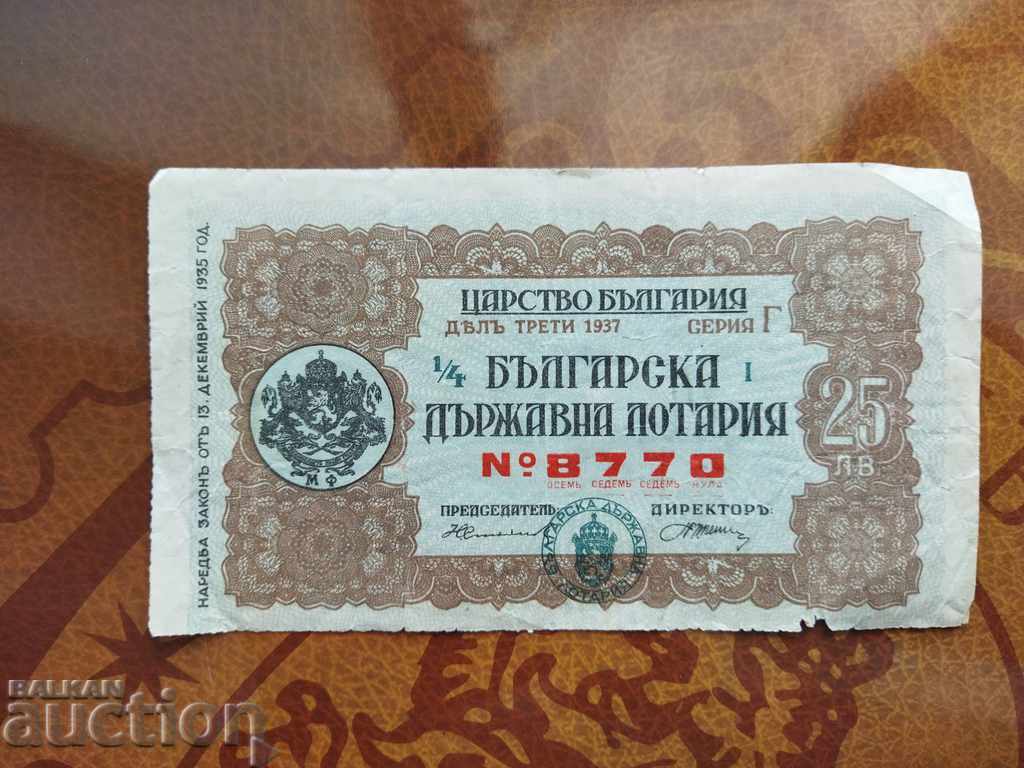 НАРЕДБА ЗАКОНЪ ОТЪ 13. ДЕКЕМВРИЙ 1935 ГОД.
ЦАРСТВО БЪЛГАРИЯ
ДѢЛЪ ТРЕТИ 1937 СЕРИЯ Г
1/4 БЪЛГАРСКА I
ДЪРЖАВНА ЛОТАРИЯ
25
ЛВ
№ 8770
ОСЕМЬ СЕДЕМЬ СЕДЕМЬ НУЛА
МФ
ПРЕДСЕДАТЕЛЬ: ДИРЕКТОРЪ:
БЪЛГАРСКА ДЪРЖАВНА ЛОТАРИЯ
BALKAN
auction